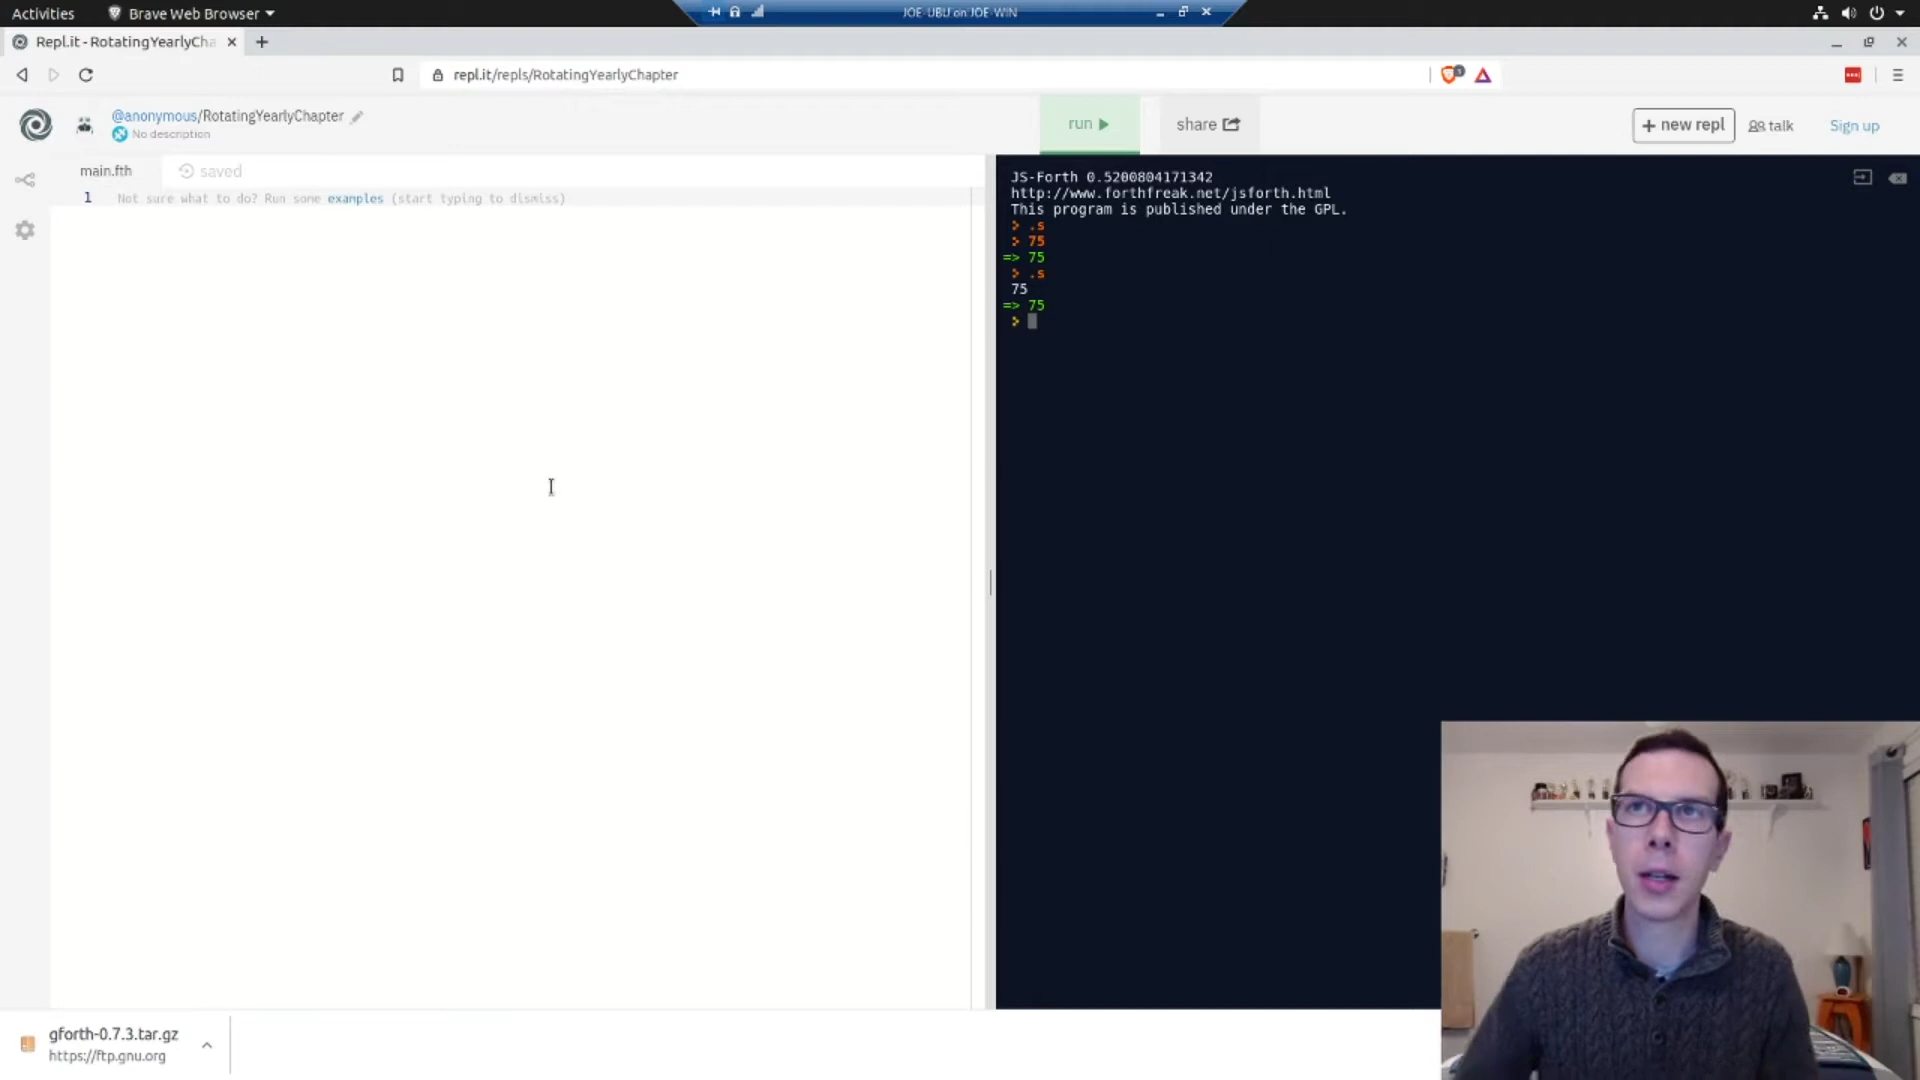 Activities
Brave Web Browser
JOE-UBU on JOE-WIN
Repl.it - RotatingYearlyCha
repl.it/repls/RotatingYearlyChapter
@anonymous/RotatingYearlyChapter
No description
run
share
+ new repl
talk
Sign up
main.fth
saved
1 Not sure what to do? Run some examples (start typing to dismiss)
JS-Forth 0.5200804171342
http://www.forthfreak.net/jsforth.html
This program is published under the GPL.
> .s
> 75
=> 75
> .s
75
=> 75
>
gforth-0.7.3.tar.gz
https://ftp.gnu.org